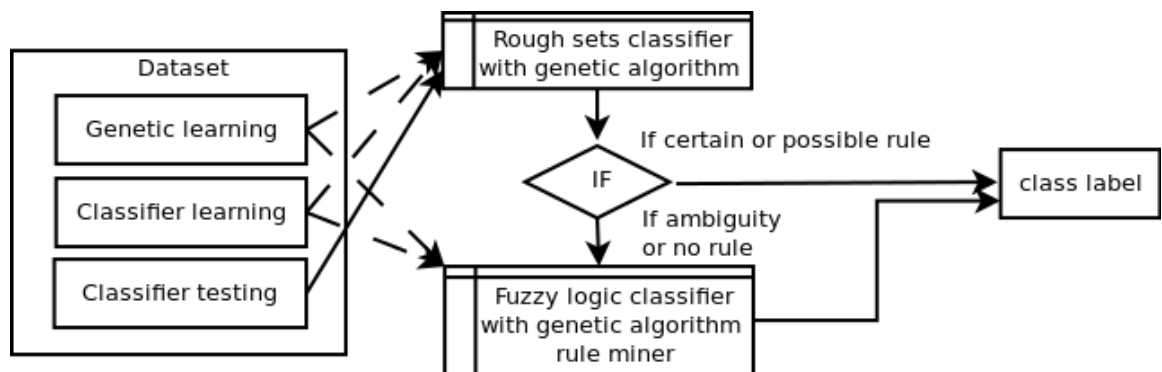 Dataset
Genetic learning
Classifier learning
Classifier testing
Rough sets classifier
with genetic algorithm
IF
If certain or possible rule
If ambiguity
or no rule
Fuzzy logic classifier
with genetic algorithm
rule miner
class label